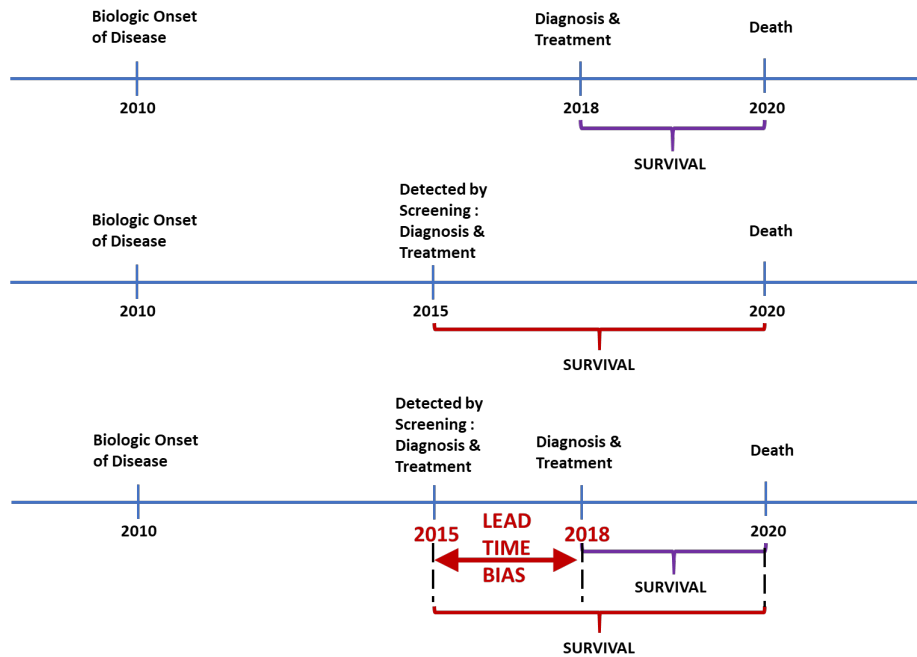 Biologic Onset
of Disease
Diagnosis &
Treatment
Death
2010
2018
2020
SURVIVAL
Detected by
Screening :
Diagnosis &
Treatment
Biologic Onset
of Disease
Death
2010
2015
2020
SURVIVAL
Detected by
Screening :
Diagnosis &
Treatment
Biologic Onset
of Disease
Diagnosis &
Treatment
Death
2010
2015
LEAD
TIME
BIAS
2018
2020
SURVIVAL
SURVIVAL